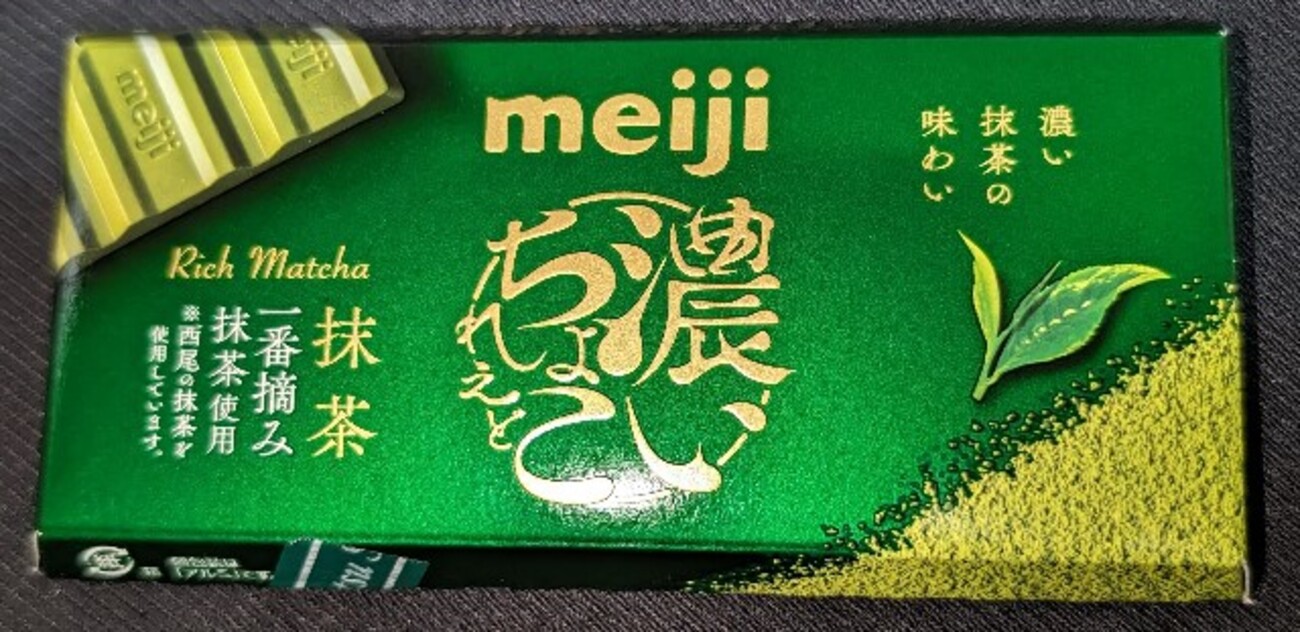 meiji
濃い
ちょこ
れえと
濃い
抹茶の
味わい
Rich Matcha
抹茶
一番摘み
抹茶使用
※西尾の抹茶を
使用しています。
meiji